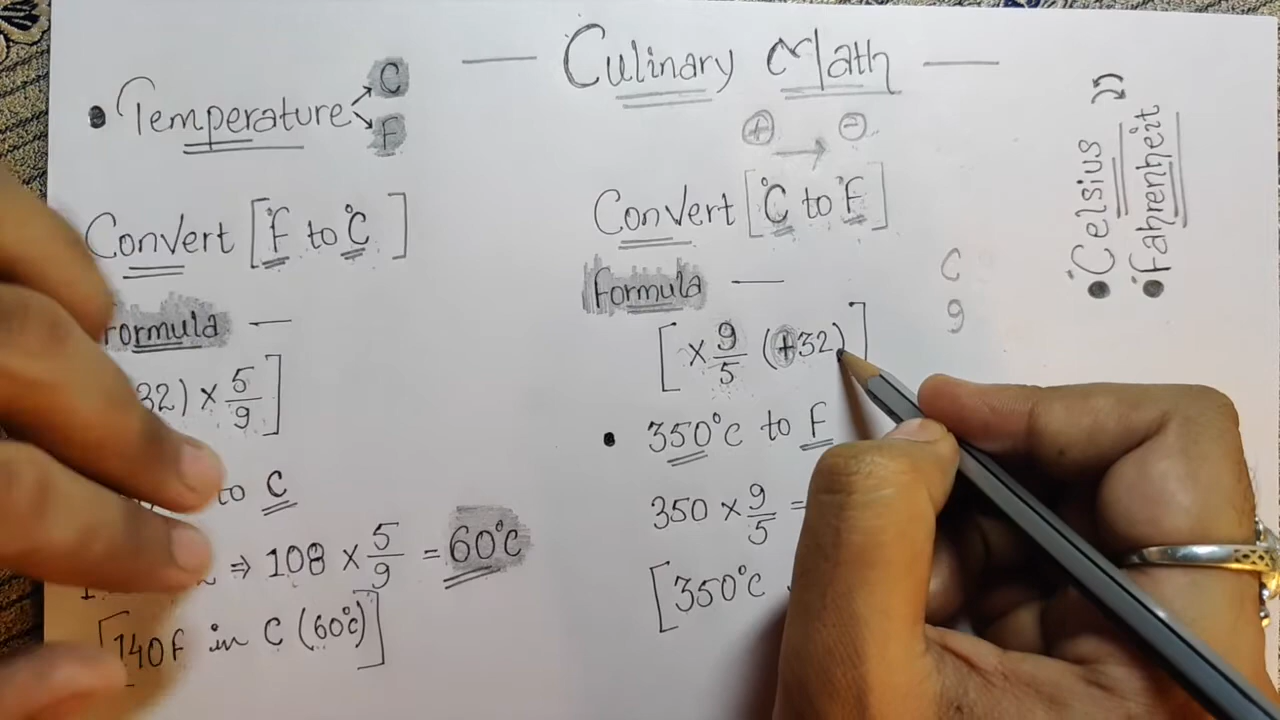 Culinary Math
• Temperature
C
F
Convert [°F to °C]
Formula —
32) × 5/9]
to C
⇒ 108 × 5/9 = 60°C
[140F in C (60°C)]
⊕ → ⊖
Convert [°C to °F]
Formula —
[× 9/5 (+32)]
• 350°C to F
350 × 9/5 =
[350°C
C
9
• Celsius
• Fahrenheit